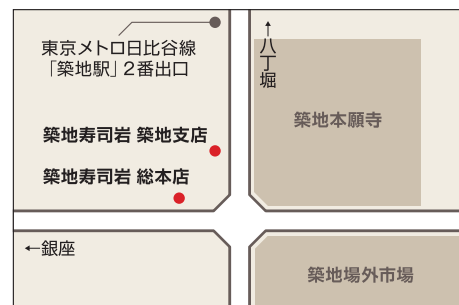 東京メトロ日比谷線
「築地駅」2番出口
↑八丁堀
築地本願寺
築地寿司岩 築地支店
築地寿司岩 総本店
←銀座
築地場外市場